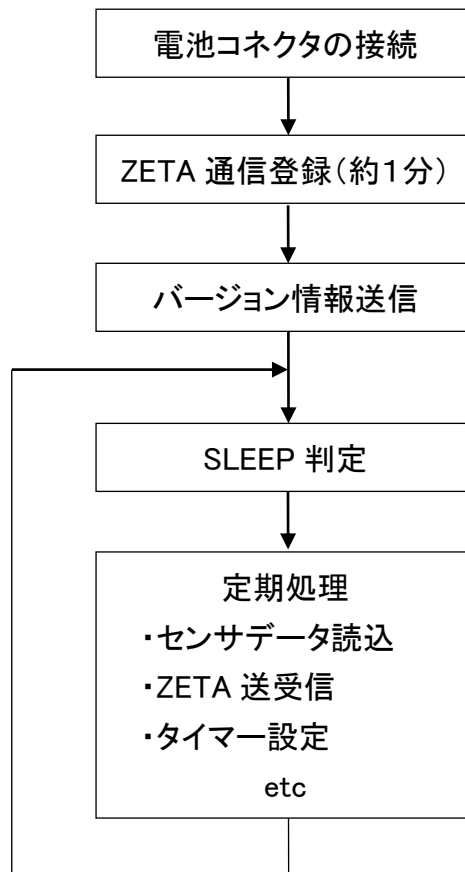 電池コネクタの接続
ZETA 通信登録（約１分）
バージョン情報送信
SLEEP 判定
定期処理
・センサデータ読込
・ZETA 送受信
・タイマー設定
etc